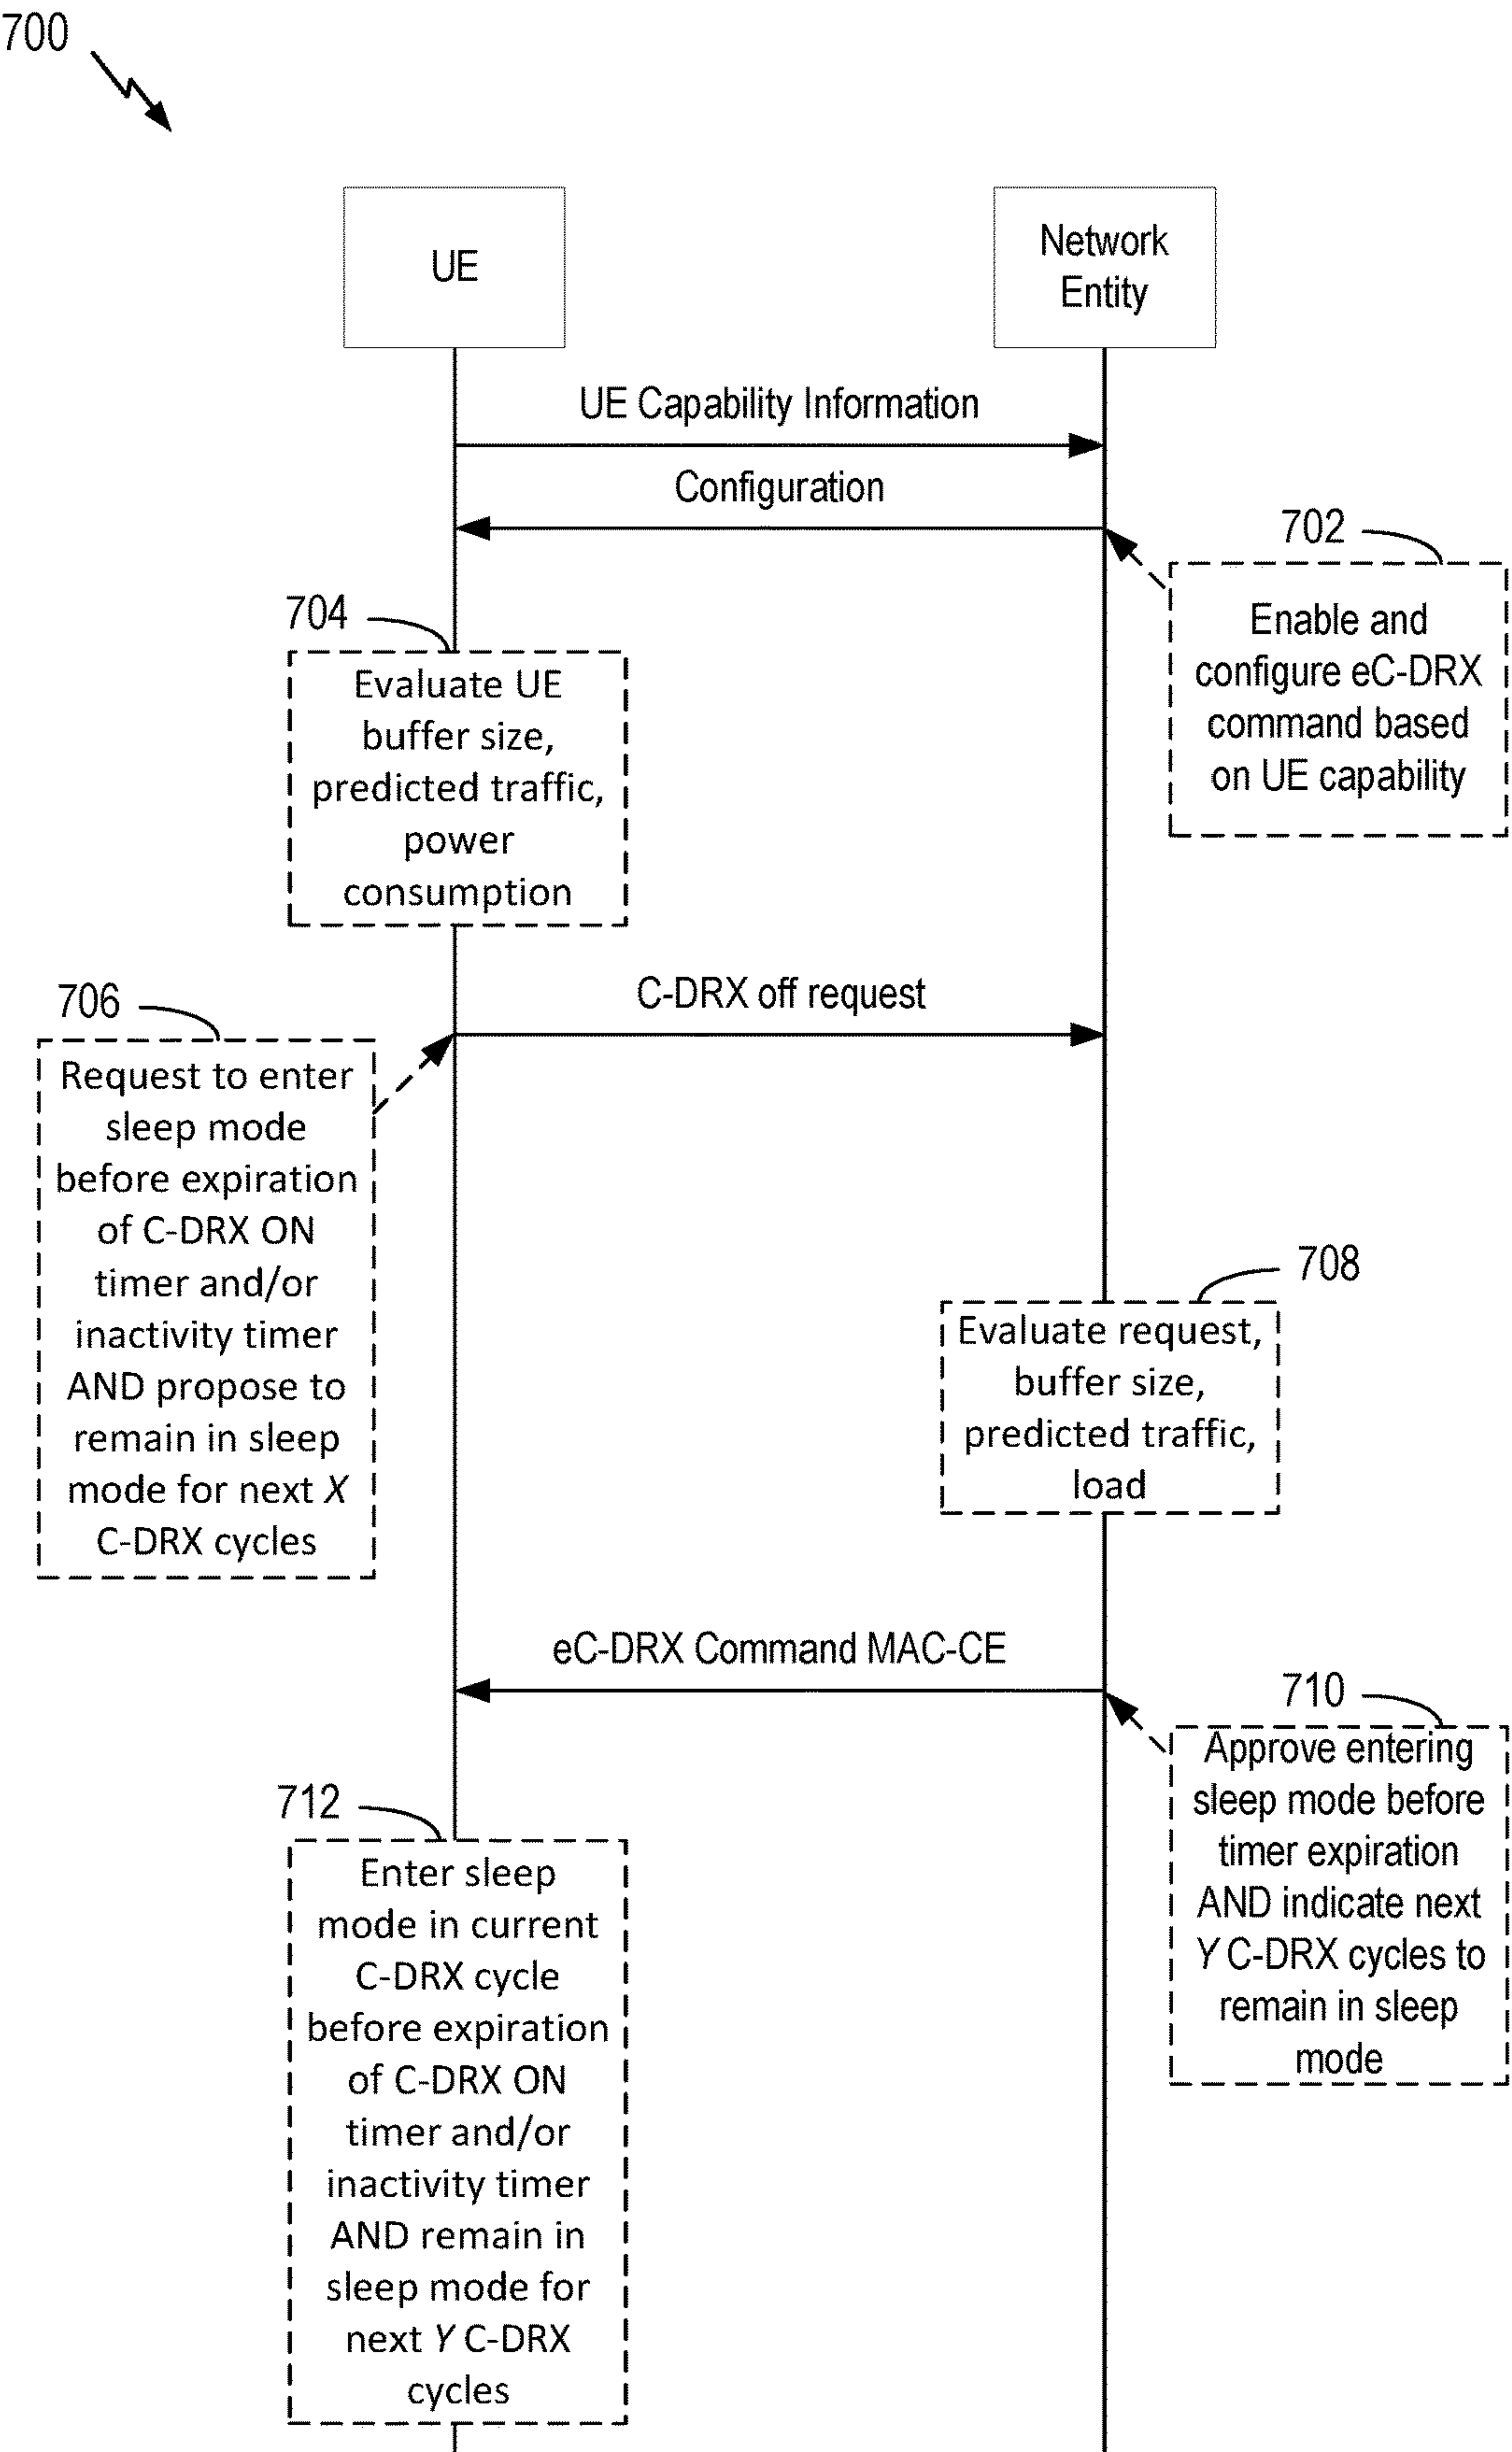 700
UE
Network
Entity
UE Capability Information
Configuration
702
Enable and
configure eC-DRX
command based
on UE capability
704
Evaluate UE
buffer size,
predicted traffic,
power
consumption
C-DRX off request
706
Request to enter
sleep mode
before expiration
of C-DRX ON
timer and/or
inactivity timer
AND propose to
remain in sleep
mode for next X
C-DRX cycles
708
Evaluate request,
buffer size,
predicted traffic,
load
eC-DRX Command MAC-CE
710
Approve entering
sleep mode before
timer expiration
AND indicate next
Y C-DRX cycles to
remain in sleep
mode
712
Enter sleep
mode in current
C-DRX cycle
before expiration
of C-DRX ON
timer and/or
inactivity timer
AND remain in
sleep mode for
next Y C-DRX
cycles